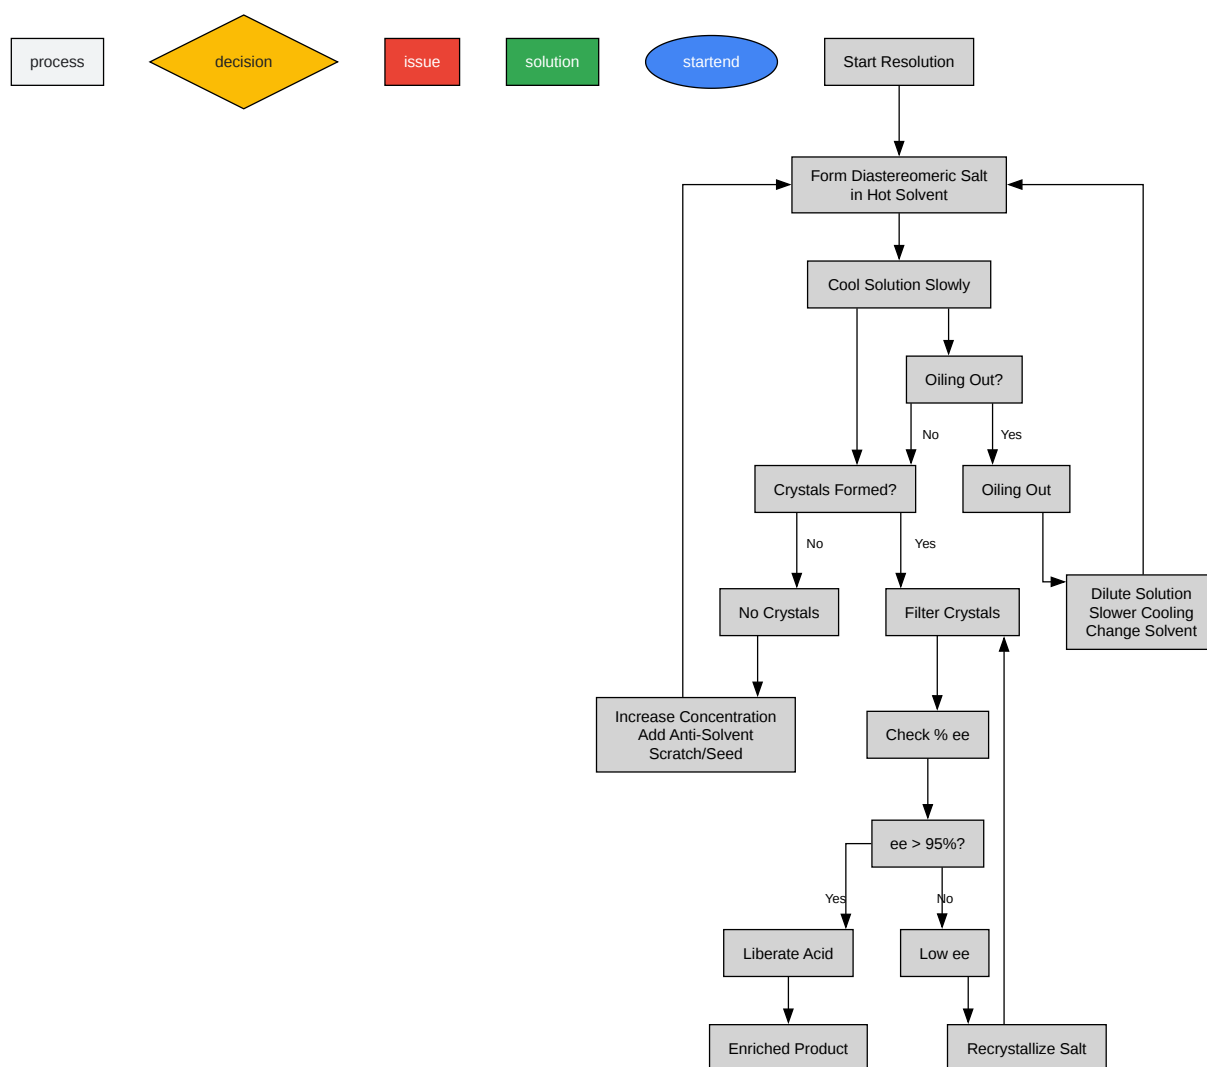 process
decision
issue
solution
startend
Start Resolution
Form Diastereomeric Salt
in Hot Solvent
Cool Solution Slowly
Oiling Out?
No
Yes
Crystals Formed?
Oiling Out
No
Yes
No Crystals
Filter Crystals
Dilute Solution
Slower Cooling
Change Solvent
Increase Concentration
Add Anti-Solvent
Scratch/Seed
Check % ee
ee > 95%?
Yes
No
Liberate Acid
Low ee
Enriched Product
Recrystallize Salt